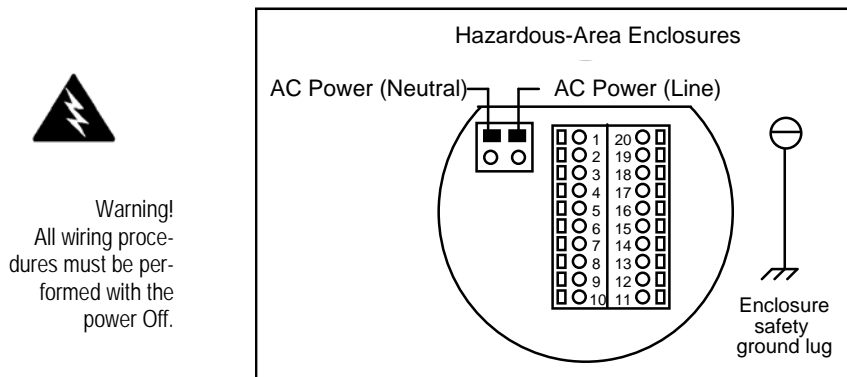 Warning!
All wiring proce-
dures must be per-
formed with the
power Off.
Hazardous-Area Enclosures
AC Power (Neutral)
AC Power (Line)
1 20
2 19
3 18
4 17
5 16
6 15
7 14
8 13
9 12
10 11
Enclosure
safety
ground lug